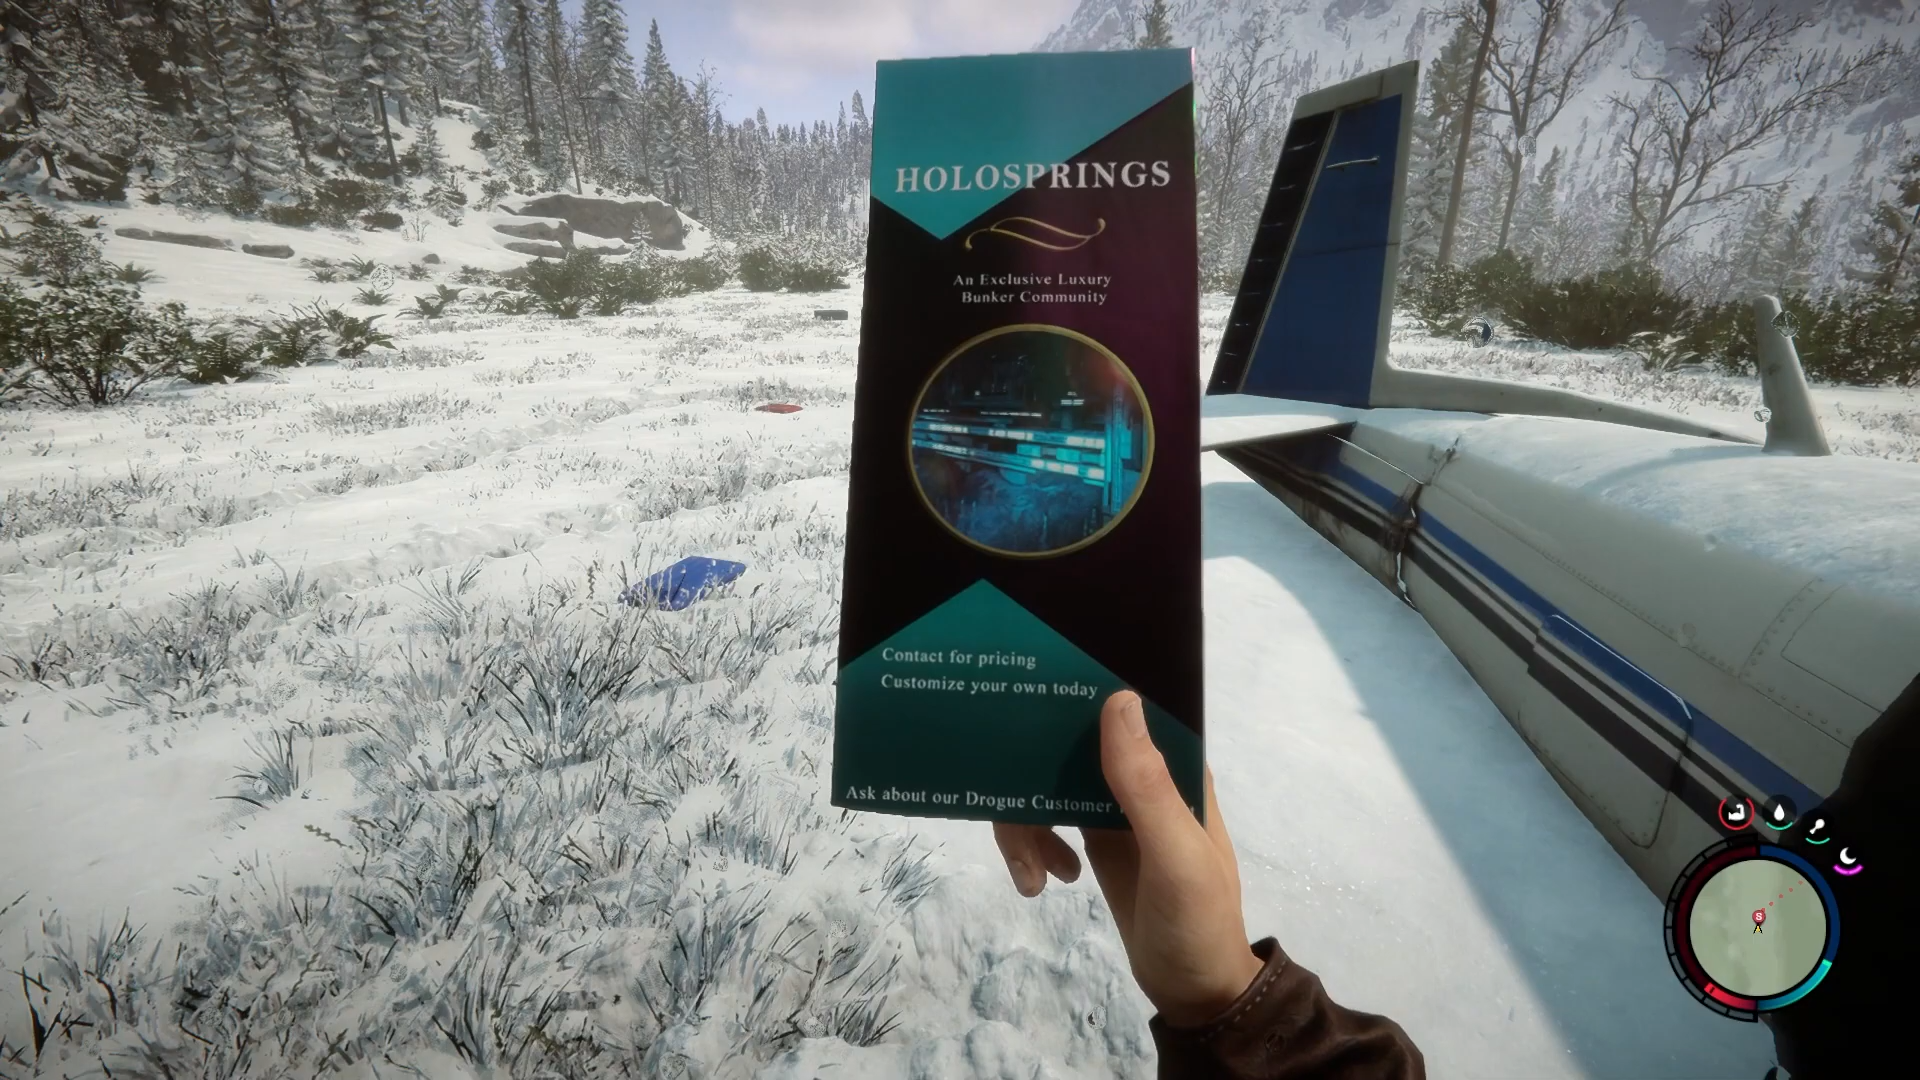 HOLOSPRINGS
An Exclusive Luxury
Bunker Community
Contact for pricing
Customize your own today
Ask about our Drogue Customer
S